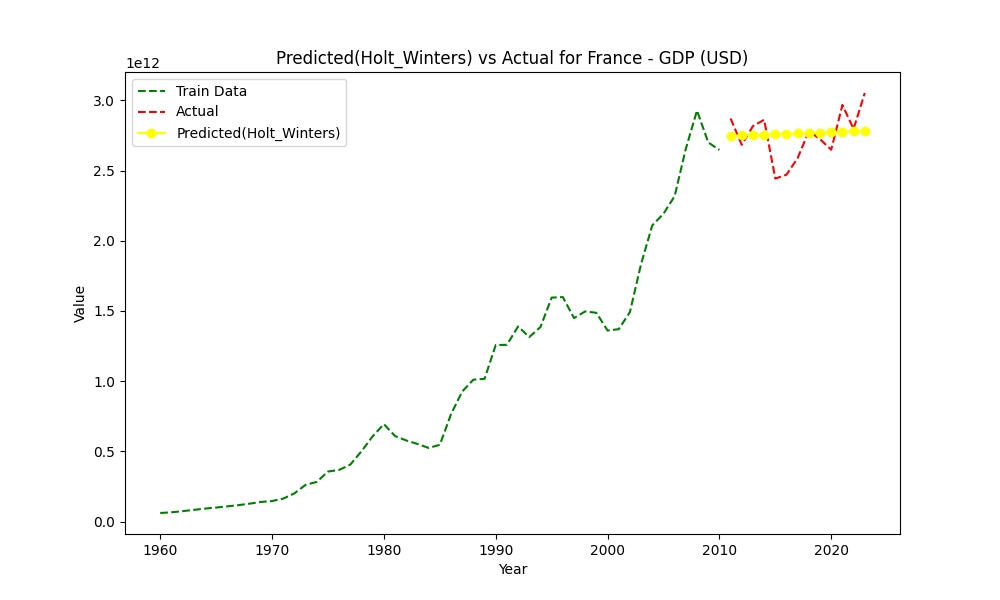 Predicted(Holt_Winters) vs Actual for France - GDP (USD)
1e12
Train Data
Actual
Predicted(Holt_Winters)
3.0
2.5
2.0
1.5
1.0
0.5
0.0
Value
1960 1970 1980 1990 2000 2010 2020
Year